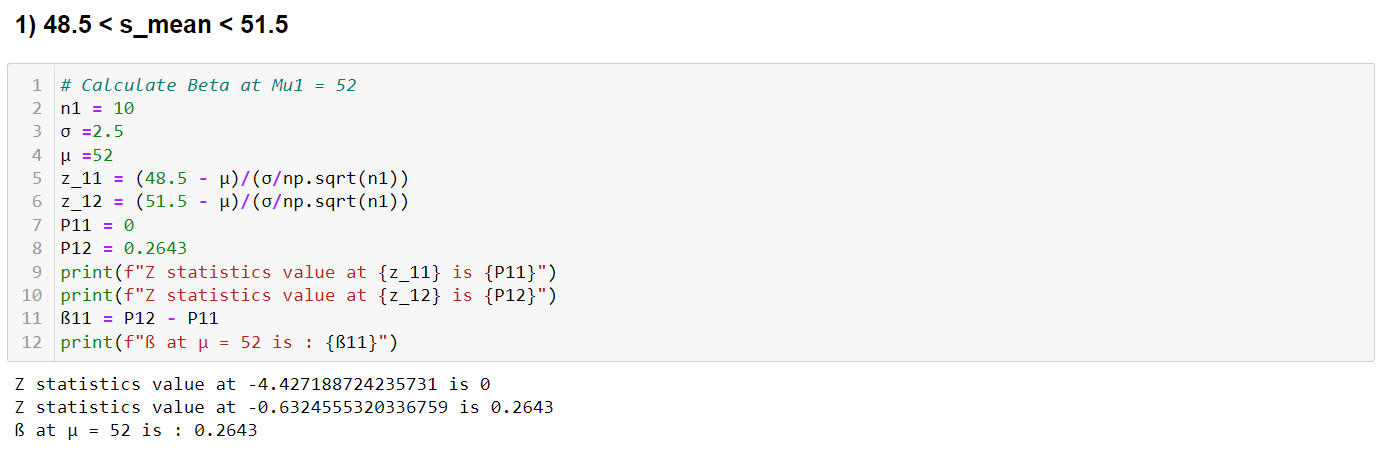 1) 48.5 < s_mean < 51.5
1 # Calculate Beta at Mu1 = 52
2 n1 = 10
3 σ =2.5
4 μ =52
5 z_11 = (48.5 - μ)/(σ/np.sqrt(n1))
6 z_12 = (51.5 - μ)/(σ/np.sqrt(n1))
7 P11 = 0
8 P12 = 0.2643
9 print(f"Z statistics value at {z_11} is {P11}")
10 print(f"Z statistics value at {z_12} is {P12}")
11 ß11 = P12 - P11
12 print(f"ß at μ = 52 is : {ß11}")
Z statistics value at -4.427188724235731 is 0
Z statistics value at -0.6324555320336759 is 0.2643
ß at μ = 52 is : 0.2643